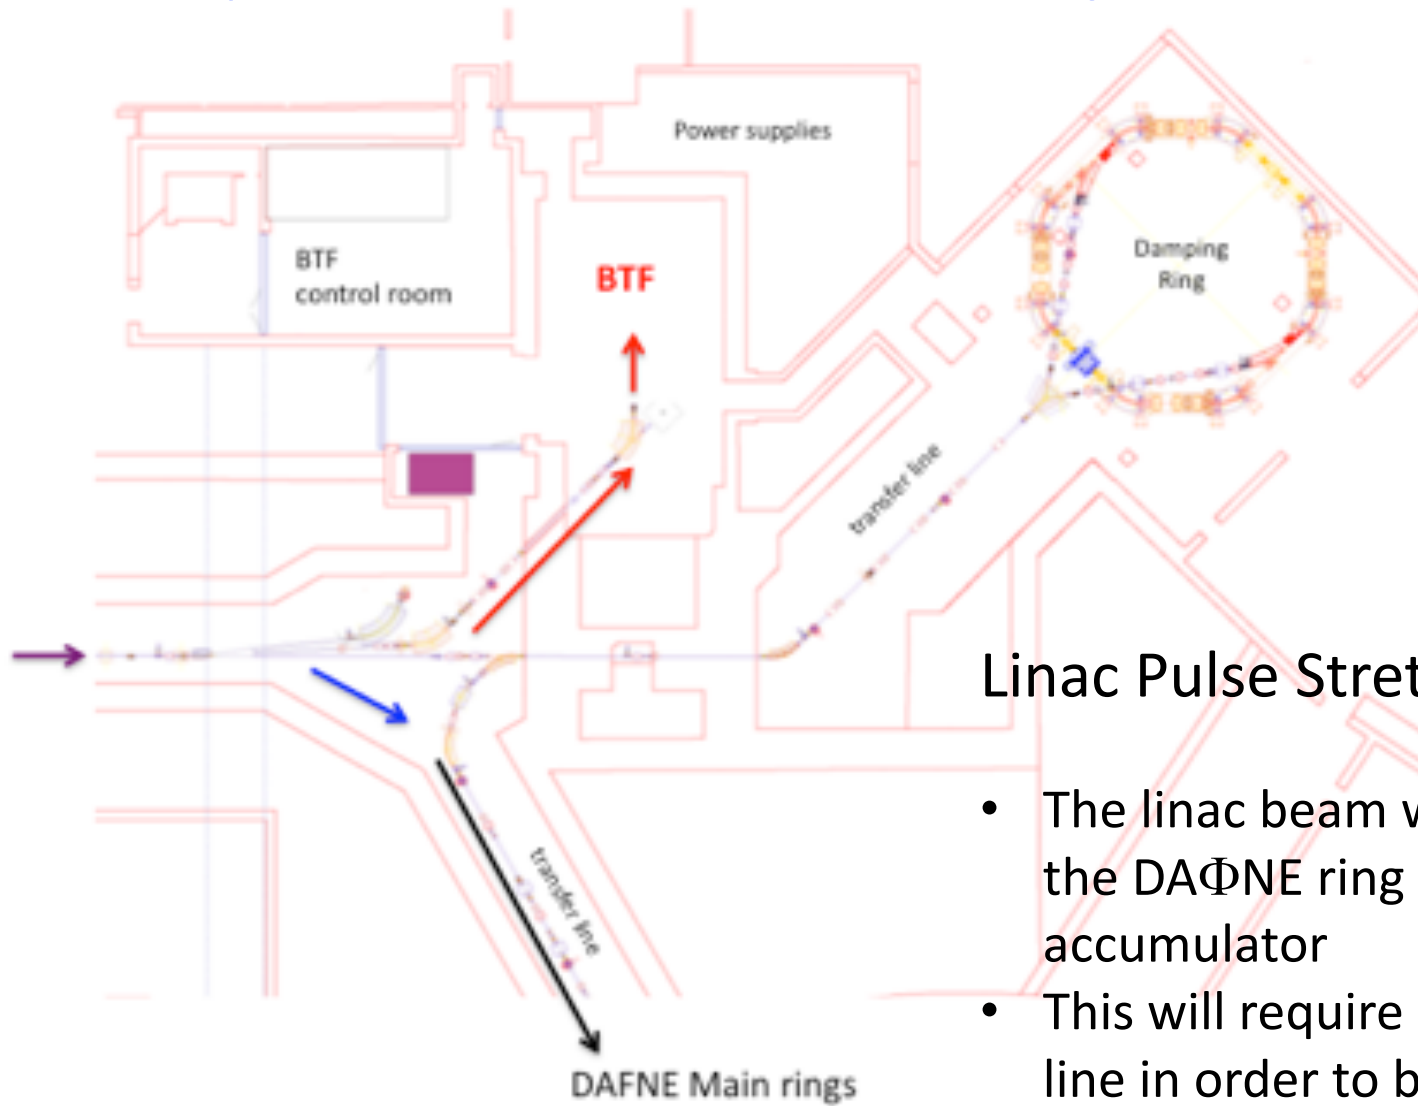 Power supplies
BTF
control room
BTF
Damping
Ring
transfer line
Linac Pulse
The linac beam
the DAΦNE ring
accumulator
This will require
line in order to
transfer line
DAFNE Main rings